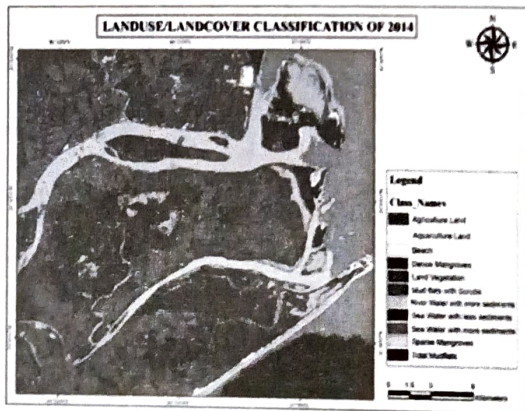 LANDUSE/LANDCOVER CLASSIFICATION OF 2014
N
W
E
S
Legend
Class_Names
Agriculture Land
Aquaculture Land
Beach
Dense Mangroves
Land Vegetation
Mud flats with Scrubs
River Water with more sediments
Sea Water with less sediments
Sea Water with more sediments
Sparse Mangroves
Tidal Mudflats
Kilometers